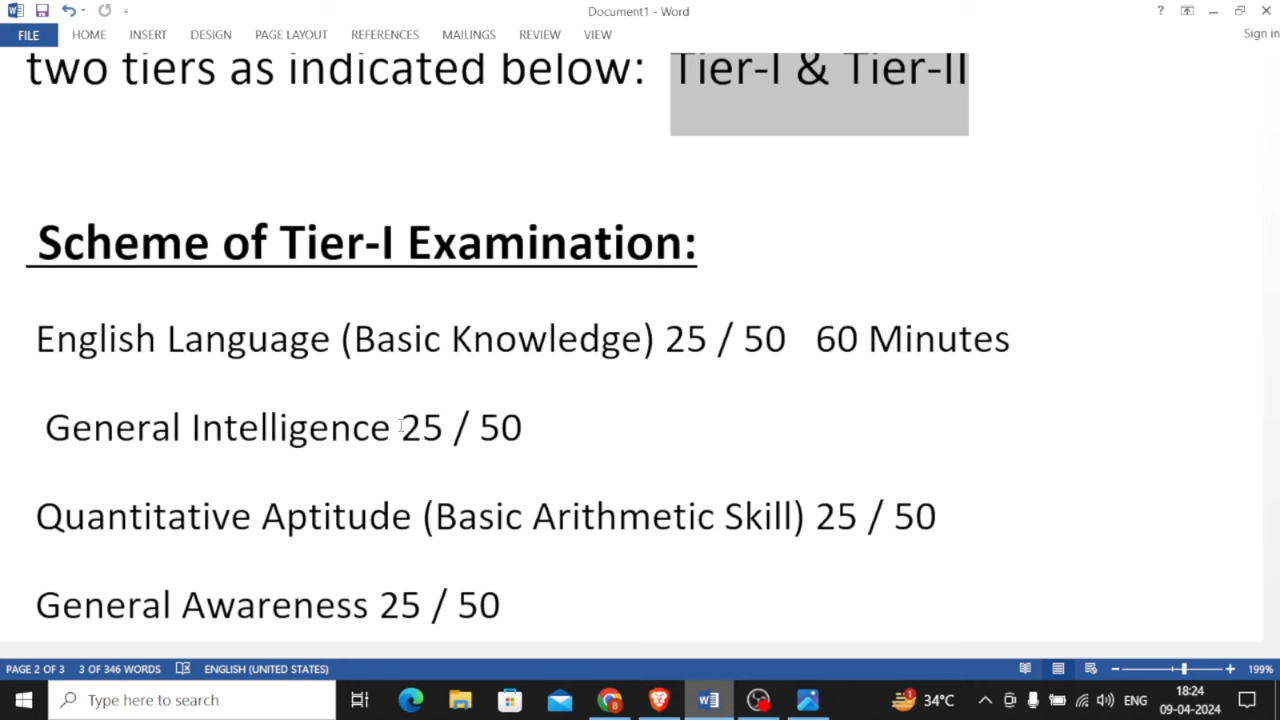 Document1 - Word
?
Sign in
FILE HOME INSERT DESIGN PAGE LAYOUT REFERENCES MAILINGS REVIEW VIEW
two tiers as indicated below: Tier-I & Tier-II
Scheme of Tier-I Examination:
English Language (Basic Knowledge) 25 / 50 60 Minutes
General Intelligence 25 / 50
Quantitative Aptitude (Basic Arithmetic Skill) 25 / 50
General Awareness 25 / 50
PAGE 2 OF 3 3 OF 346 WORDS ENGLISH (UNITED STATES) 199%
Type here to search
34°C
ENG
18:24
09-04-2024